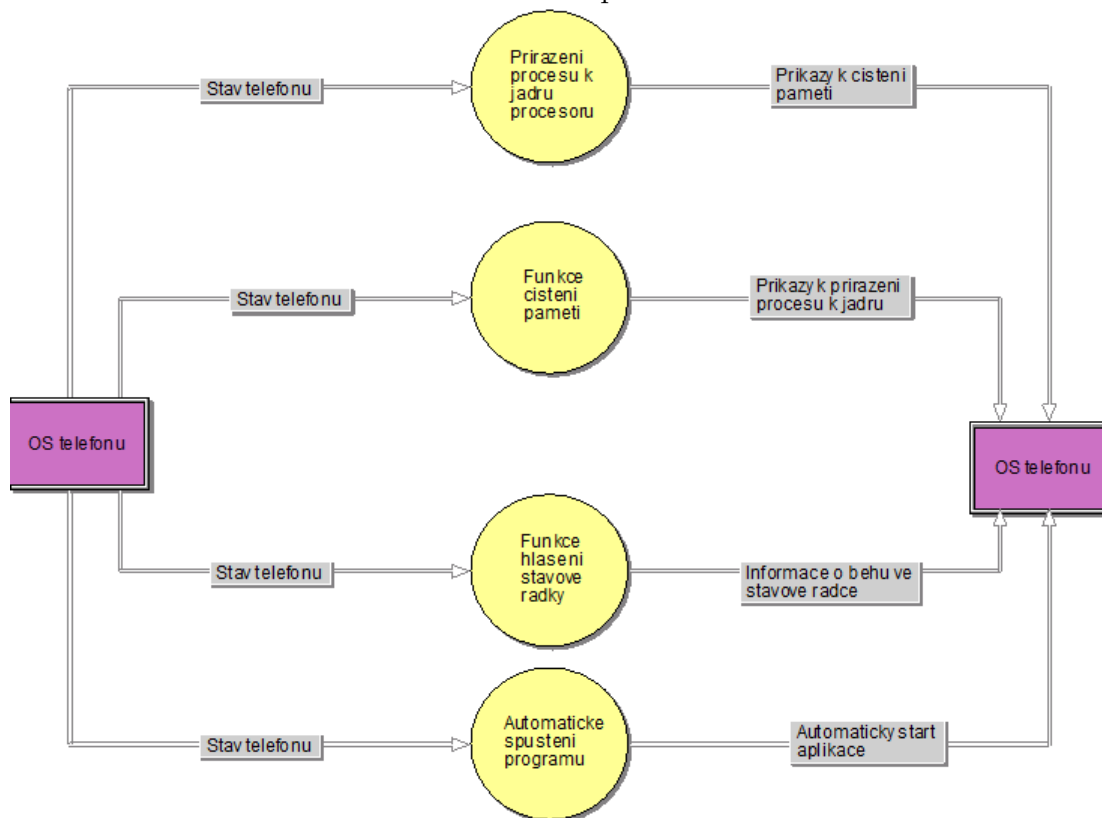 Prirazeni
procesu k
jadru
procesoru
Stav telefonu
Prikazy k cisteni
pameti
Funkce
cisteni
pameti
Stav telefonu
Prikazy k prirazeni
procesu k jadru
OS telefonu
OS telefonu
Funkce
hlaseni
stavove
radky
Stav telefonu
Informace o behu ve
stavove radce
Automaticke
spusteni
programu
Stav telefonu
Automaticky start
aplikace